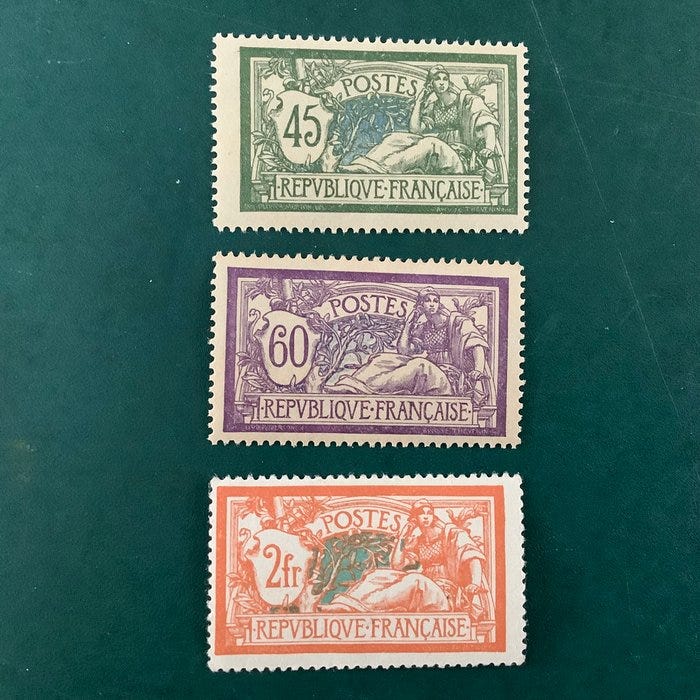 POSTES
45
·REPVBLIQVE·FRANÇAISE·
POSTES
60
·REPVBLIQVE·FRANÇAISE·
POSTES
2fr
·REPVBLIQVE·FRANÇAISE·